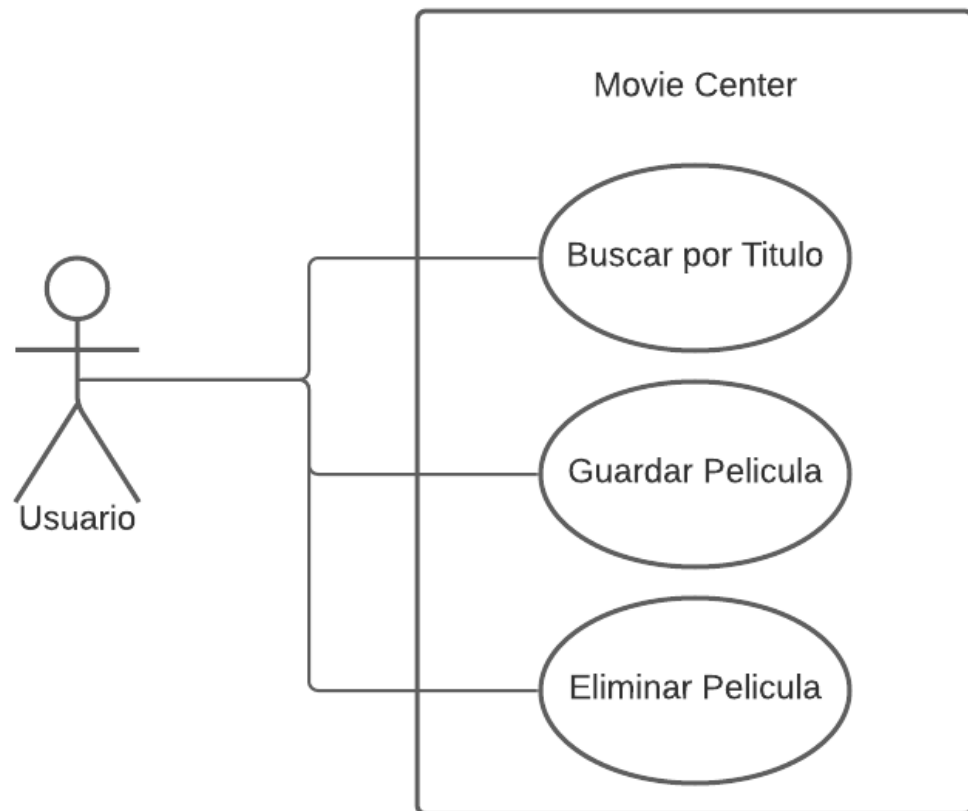 Movie Center
Buscar por Titulo
Guardar Pelicula
Usuario
Eliminar Pelicula